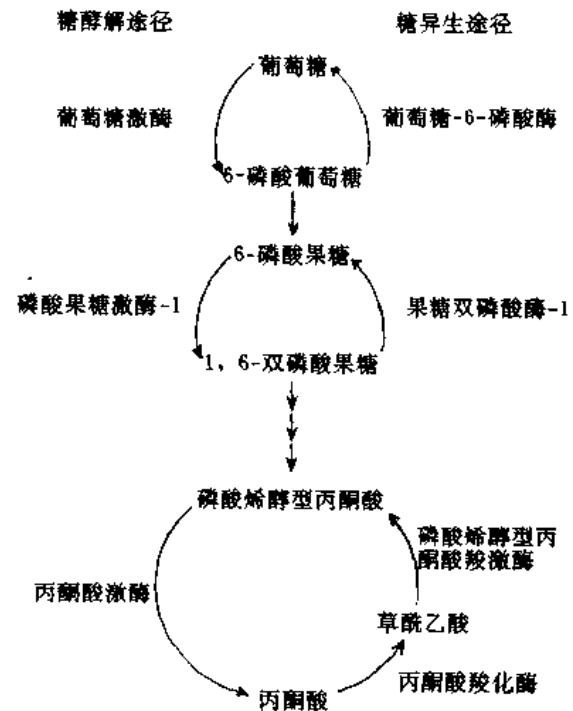 糖酵解途径
糖异生途径
葡萄糖
葡萄糖激酶
葡萄糖-6-磷酸酶
6-磷酸葡萄糖
6-磷酸果糖
磷酸果糖激酶-1
果糖双磷酸酶-1
1，6-双磷酸果糖
磷酸烯醇型丙酮酸
磷酸烯醇型丙
酮酸羧激酶
丙酮酸激酶
草酰乙酸
丙酮酸羧化酶
丙酮酸